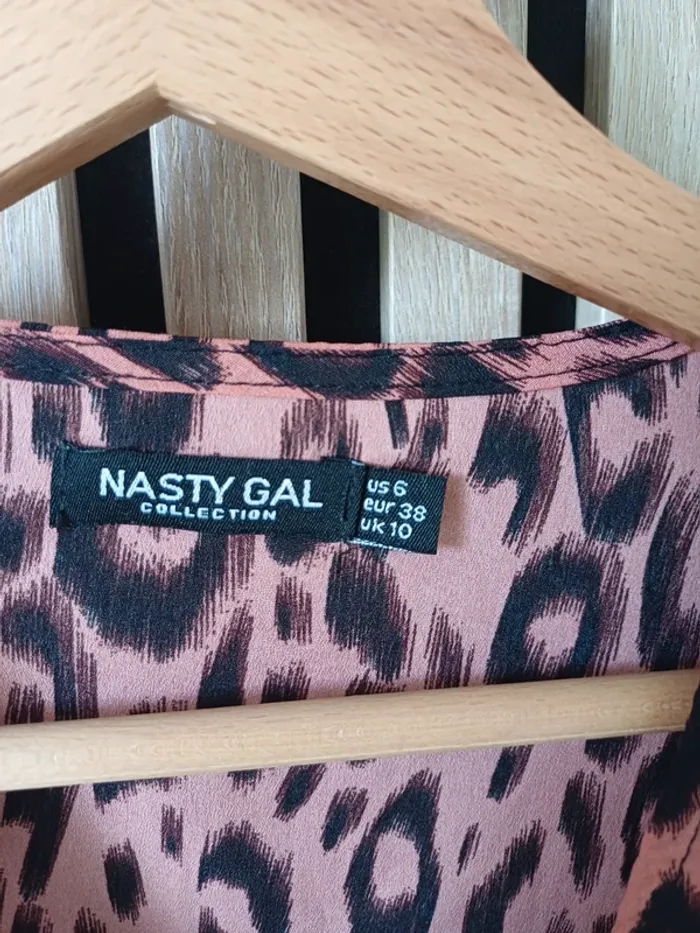 NASTY GAL
COLLECTION
us 6
eur 38
uk 10